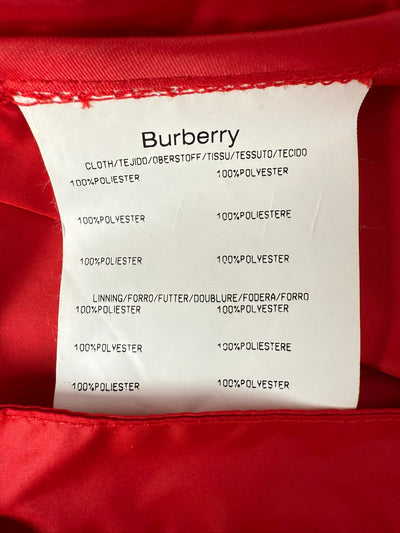 Burberry
CLOTH/TEJIDO/OBERSTOFF/TISSU/TESSUTO/TECIDO
100%POLIESTER 100%POLYESTER
100%POLYESTER 100%POLIESTERE
100%POLYESTER 100%POLIESTER
LINNING/FORRO/FUTTER/DOUBLURE/FODERA/FORRO
100%POLIESTER 100%POLYESTER
100%POLYESTER 100%POLIESTERE
100%POLIESTER 100%POLIESTER